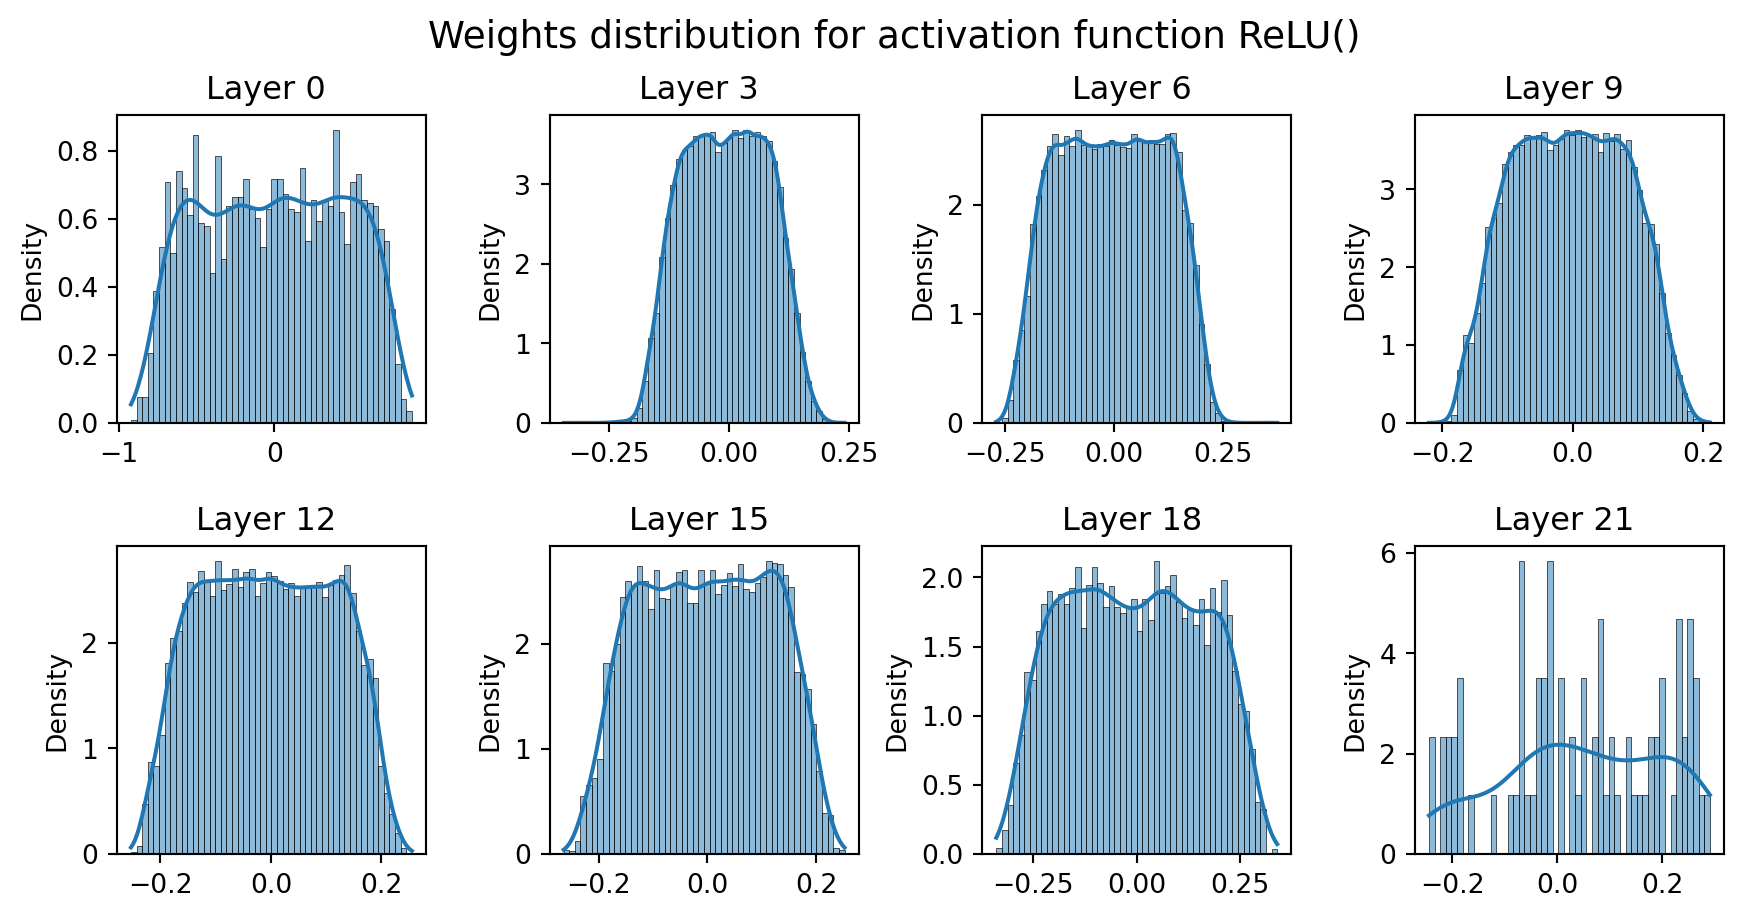 Weights distribution for activation function ReLU()
Layer 0
Density
0.8
0.6
0.4
0.2
0.0
−1 0
Layer 3
Density
3
2
1
0
−0.25 0.00 0.25
Layer 6
Density
2
1
0
−0.25 0.00 0.25
Layer 9
Density
3
2
1
0
−0.2 0.0 0.2
Layer 12
Density
2
1
0
−0.2 0.0 0.2
Layer 15
Density
2
1
0
−0.2 0.0 0.2
Layer 18
Density
2.0
1.5
1.0
0.5
0.0
−0.25 0.00 0.25
Layer 21
Density
6
4
2
0
−0.2 0.0 0.2